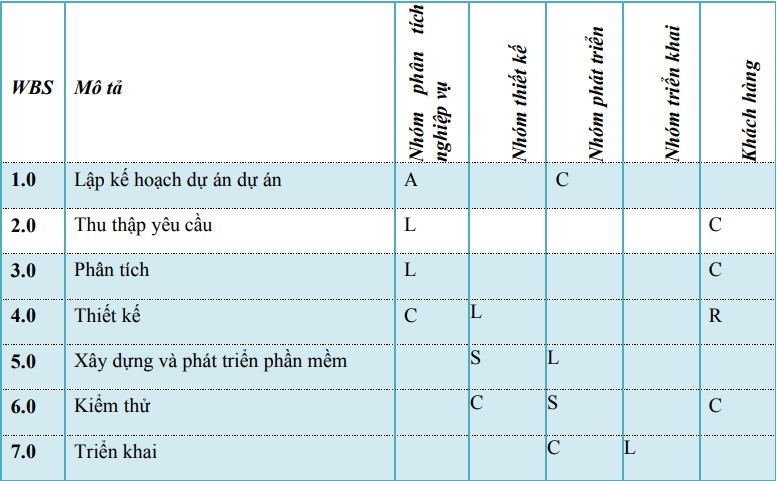 WBS Mô tả Nhóm phân tích nghiệp vụ Nhóm thiết kế Nhóm phát triển Nhóm triển khai Khách hàng
1.0 Lập kế hoạch dự án dự án A C
2.0 Thu thập yêu cầu L C
3.0 Phân tích L C
4.0 Thiết kế C L R
5.0 Xây dựng và phát triển phần mềm S L
6.0 Kiểm thử C S C
7.0 Triển khai C L